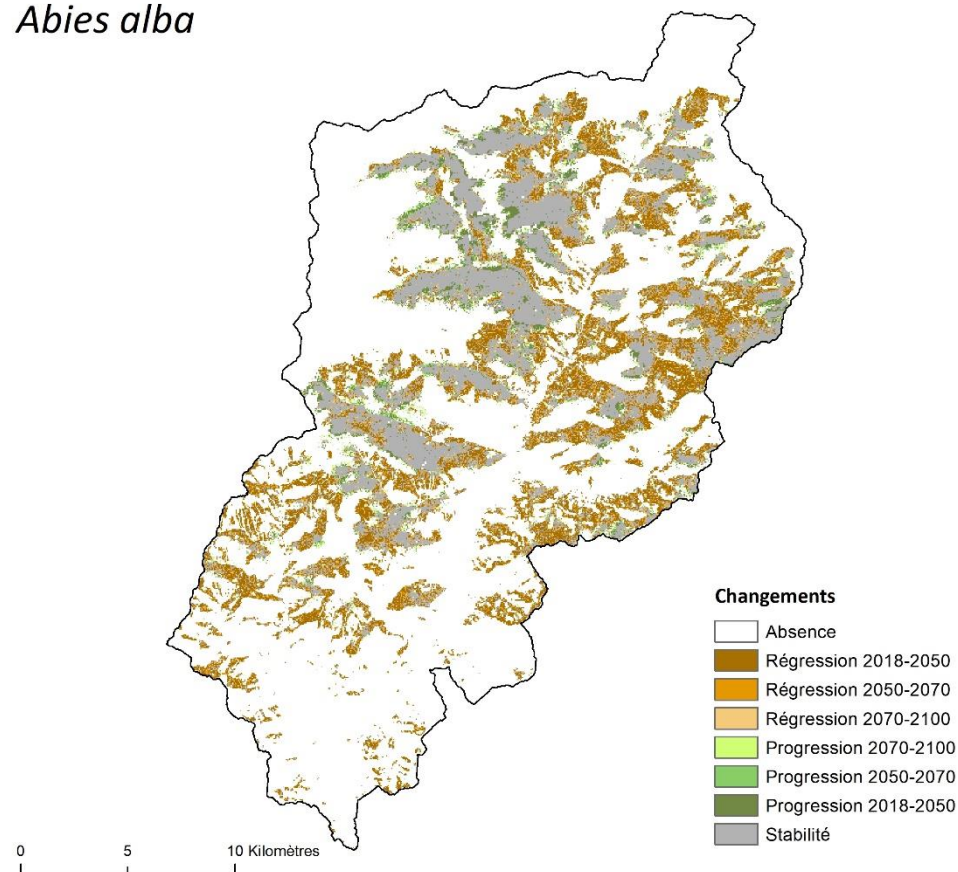 Abies alba
Changements
Absence
Régression 2018-2050
Régression 2050-2070
Régression 2070-2100
Progression 2070-2100
Progression 2050-2070
Progression 2018-2050
Stabilité
0 5 10 Kilomètres